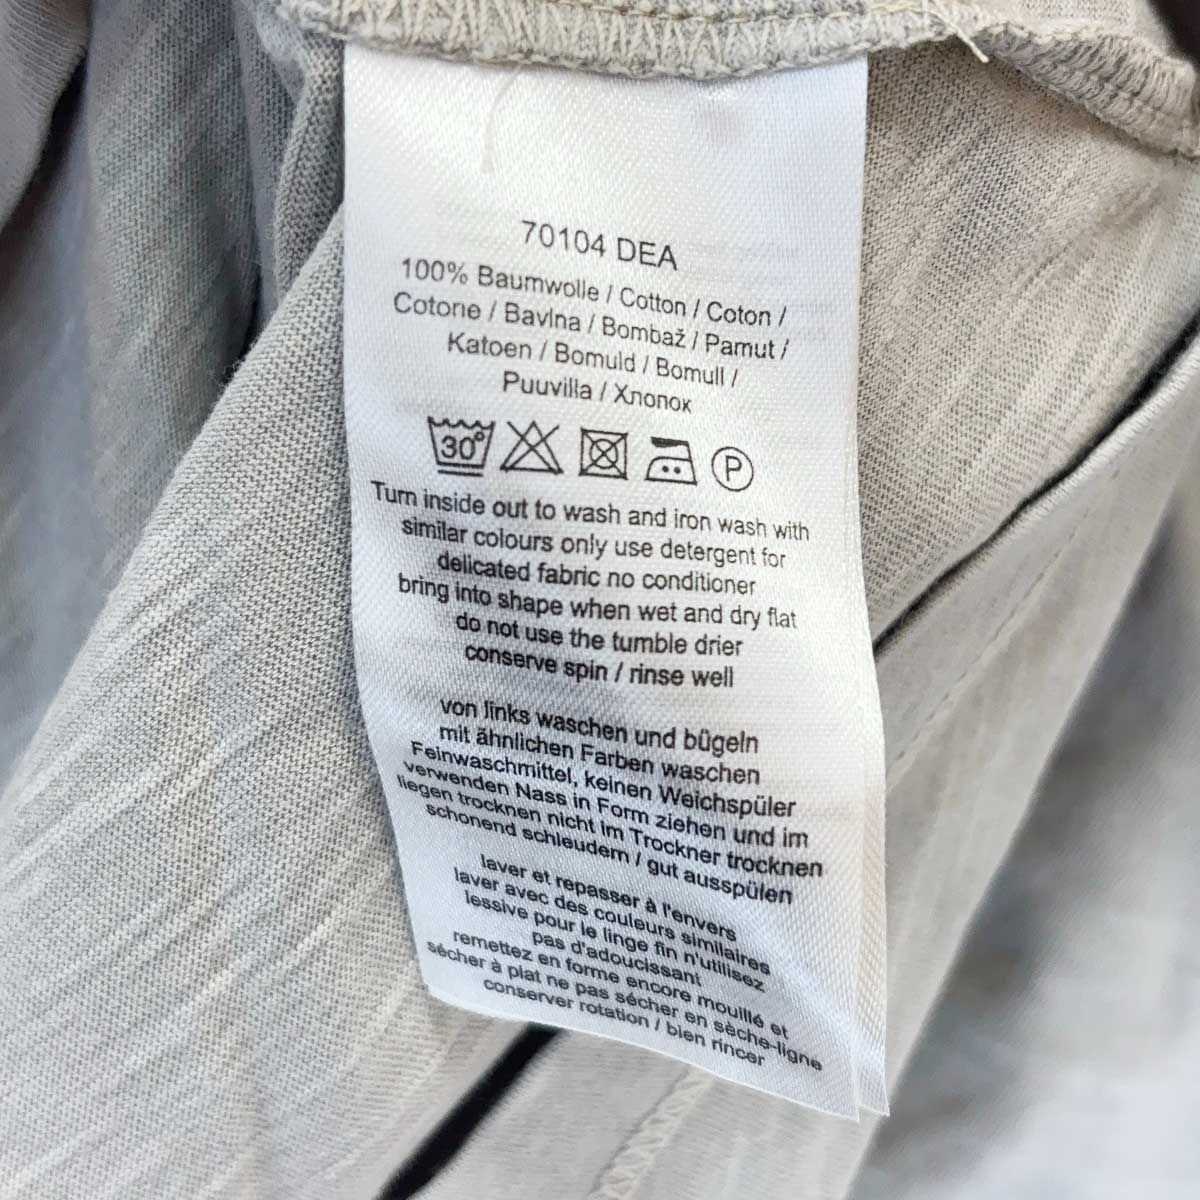 70104 DEA
100% Baumwolle / Cotton / Coton /
Cotone / Bavlna / Bombaž / Pamut /
Katoen / Bomuld / Bomull /
Puuvilla / Хлопок
30°
P
Turn inside out to wash and iron wash with
similar colours only use detergent for
delicated fabric no conditioner
bring into shape when wet and dry flat
do not use the tumble drier
conserve spin / rinse well
von links waschen und bügeln
mit ähnlichen Farben waschen
Feinwaschmittel, keinen Weichspüler
verwenden Nass in Form ziehen und im
liegen trocknen nicht im Trockner trocknen
schonend schleudern / gut ausspülen
laver et repasser à l'envers
laver avec des couleurs similaires
lessive pour le linge fin n'utilisez
pas d'adoucissant
remettez en forme encore mouillé et
sécher à plat ne pas sécher en sèche-ligne
conserver rotation / bien rincer